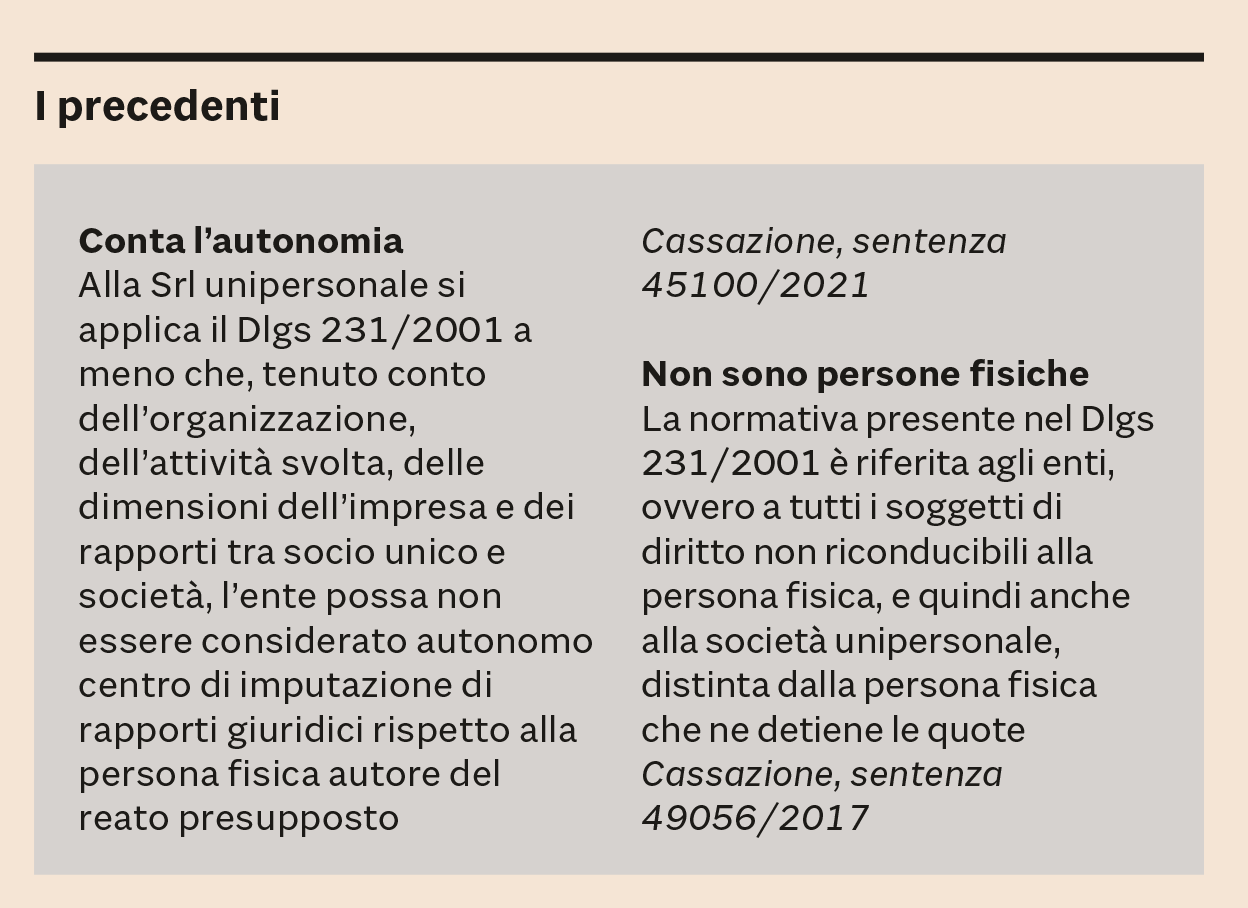 I precedenti
Conta l’autonomia
Alla Srl unipersonale si
applica il Dlgs 231/2001 a
meno che, tenuto conto
dell’organizzazione,
dell’attività svolta, delle
dimensioni dell’impresa e dei
rapporti tra socio unico e
società, l’ente possa non
essere considerato autonomo
centro di imputazione di
rapporti giuridici rispetto alla
persona fisica autore del
reato presupposto
Cassazione, sentenza
45100/2021
Non sono persone fisiche
La normativa presente nel Dlgs
231/2001 è riferita agli enti,
ovvero a tutti i soggetti di
diritto non riconducibili alla
persona fisica, e quindi anche
alla società unipersonale,
distinta dalla persona fisica
che ne detiene le quote
Cassazione, sentenza
49056/2017